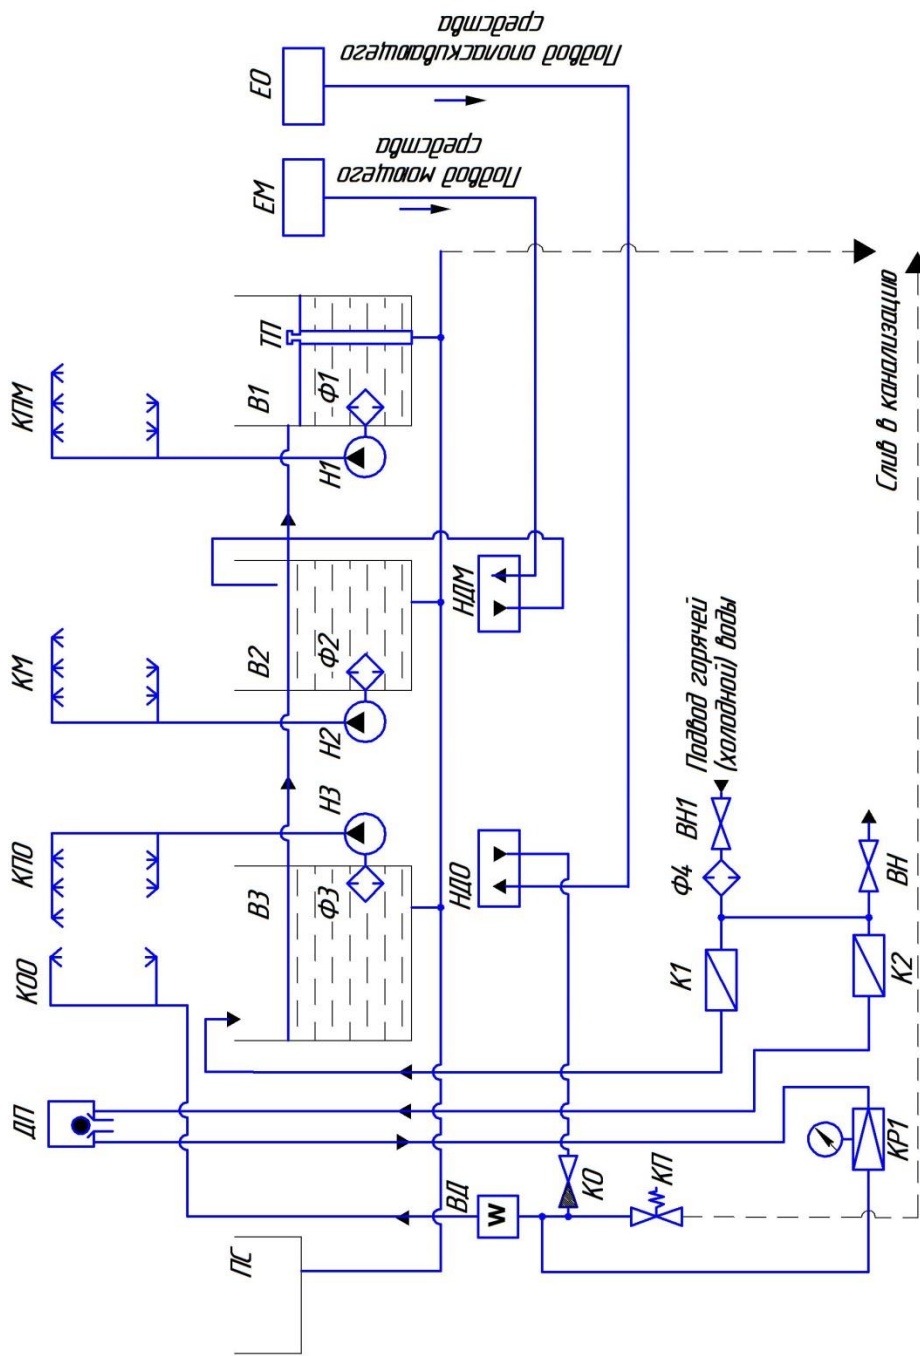 ДП
КОО
КПО
КМ
КПМ
ПС
В3
В2
В1
ТП
ЕМ
ЕО
Ф3
Н3
Н2
Ф2
Н1
Ф1
Подвод моющего
средства
Подвод ополаскивающего
средства
ВД
W
НДО
НДМ
КО
КП
К1
Ф4
ВН1
Подвод горячей
(холодной) воды
КР1
К2
ВН
Слив в канализацию